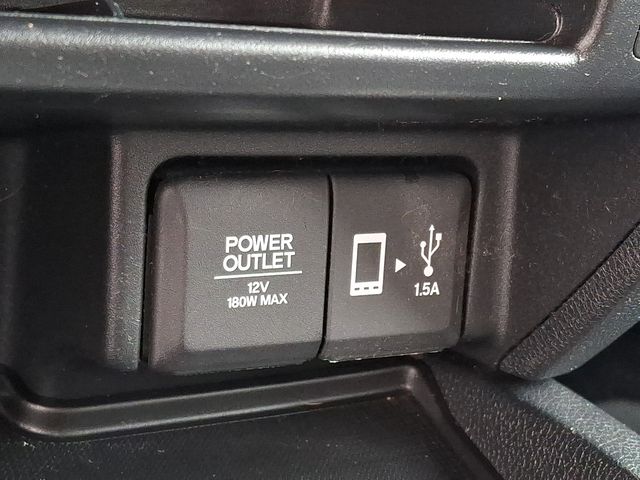 POWER
OUTLET
12V
180W MAX
1.5A